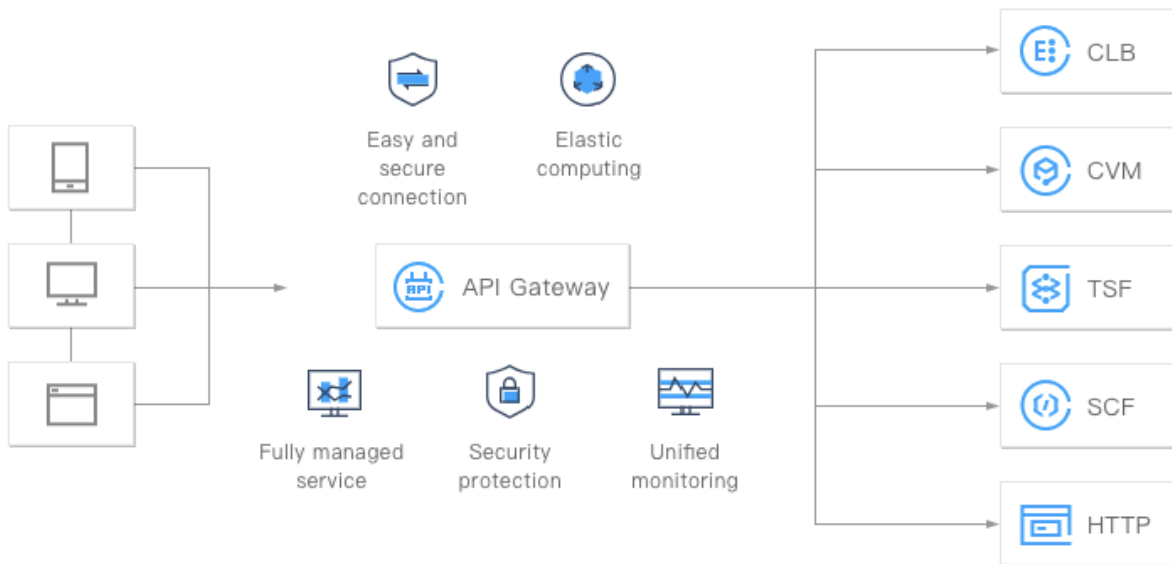 Easy and
secure
connection
Elastic
computing
API
API Gateway
Fully managed
service
Security
protection
Unified
monitoring
E
CLB
CVM
TSF
SCF
HTTP